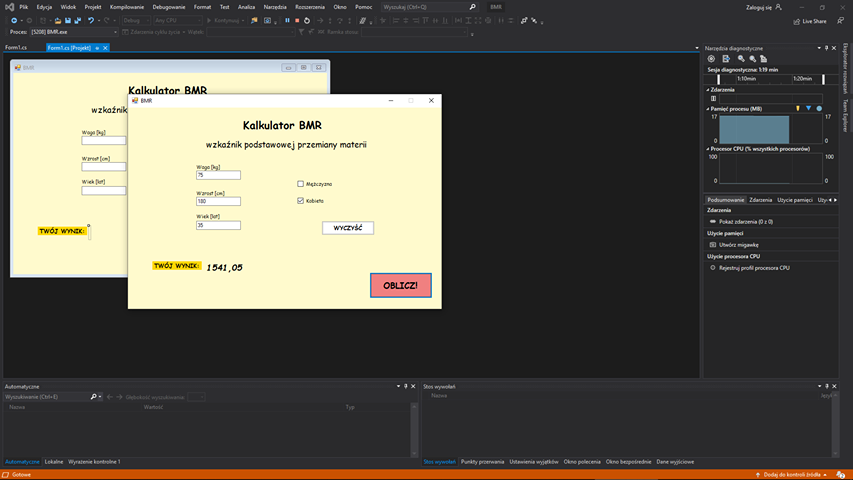 Plik Edycja Widok Projekt Kompilowanie Debugowanie Format Test Analiza Narzędzia Rozszerzenia Okno Pomoc Wyszukaj (Ctrl+Q) BMR Zaloguj się
Debug Any CPU Kontynuuj Live Share
Proces: [5208] BMR.exe Zdarzenia cyklu życia Wątek: Ramka stosu:
Form1.cs Form1.cs [Projekt]
BMR
Kalkulator BMR
wzkaźnik
Waga [kg]
Wzrost [cm]
Wiek [lat]
TWÓJ WYNIK:
BMR
Kalkulator BMR
wzkaźnik podstawowej przemiany materii
Waga [kg]
75
Mężczyzna
Wzrost [cm]
180
Kobieta
Wiek [lat]
35
WYCZYŚĆ
TWÓJ WYNIK: 1541,05
OBLICZ!
Narzędzia diagnostyczne
Sesja diagnostyczna: 1:19 min
1:10min 1:20min
Zdarzenia
Pamięć procesu (MB)
17 17
0 0
Procesor CPU (% wszystkich procesorów)
100 100
0 0
Podsumowanie Zdarzenia Użycie pamięci
Zdarzenia
Pokaż zdarzenia (0 z 0)
Użycie pamięci
Utwórz migawkę
Użycie procesora CPU
Rejestruj profil procesora CPU
Eksplorator rozwiązań
Team Explorer
Automatyczne
Wyszukiwanie (Ctrl+E) Głębokość wyszukiwania:
Nazwa Wartość Typ
Stos wywołań
Nazwa
Automatyczne Lokalne Wyrażenie kontrolne 1
Stos wywołań Punkty przerwania Ustawienia wyjątków Okno polecenia Okno bezpośrednie Dane wyjściowe
Gotowe Dodaj do kontroli źródła